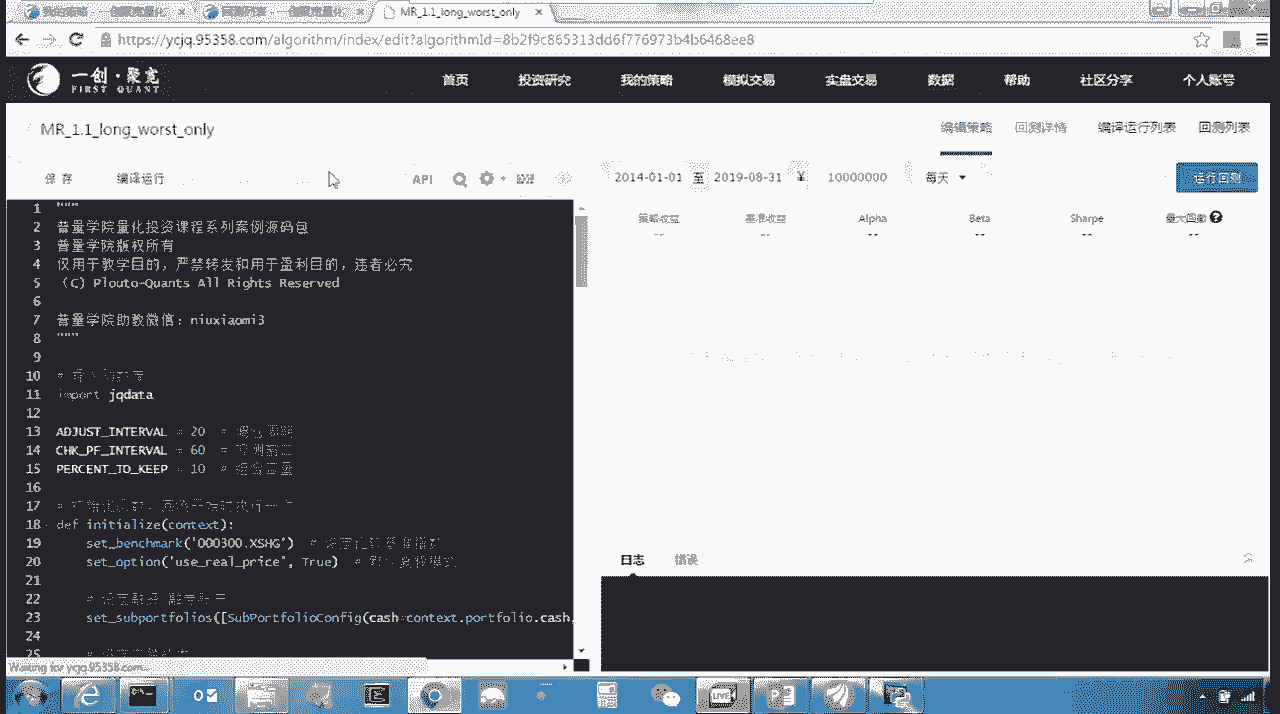 MR_1.1_long_worst_only
https://ycjq.95358.com/algorithm/index/edit?algorithmId=8b2f9c865313dd6f776973b4b6468ee8
一创·聚宽
FIRST QUANT
首页 投资研究 我的策略 模拟交易 实盘交易 数据 帮助 社区分享 个人账号
MR_1.1_long_worst_only
编辑策略 回测详情 编译运行列表 回测列表
保存 编译运行 API
2014-01-01 至 2019-08-31 ¥ 10000000 每天 运行回测
策略收益 基准收益 Alpha Beta Sharpe 最大回撤
-- -- -- -- -- --
1 """
2 普量学院量化投资课程系列案例源码包
3 普量学院版权所有
4 仅用于教学目的，严禁转发和用于盈利目的，违者必究
5 （C) Plouto-Quants All Rights Reserved
6
7 普量学院助教微信：niuxiaomi3
8 """
9
10 #
11 import jqdata
12
13 ADJUST_INTERVAL = 20 #
14 CHK_PF_INTERVAL = 60 #
15 PERCENT_TO_KEEP = 10 #
16
17 #
18 def initialize(context):
19 set_benchmark('000300.XSHG') #
20 set_option('use_real_price', True) #
21
22 #
23 set_subportfolios([SubPortfolioConfig(cash=context.portfolio.cash,
24
25 #
日志 错误
Waiting for ycjq.95358.com...
LIVE